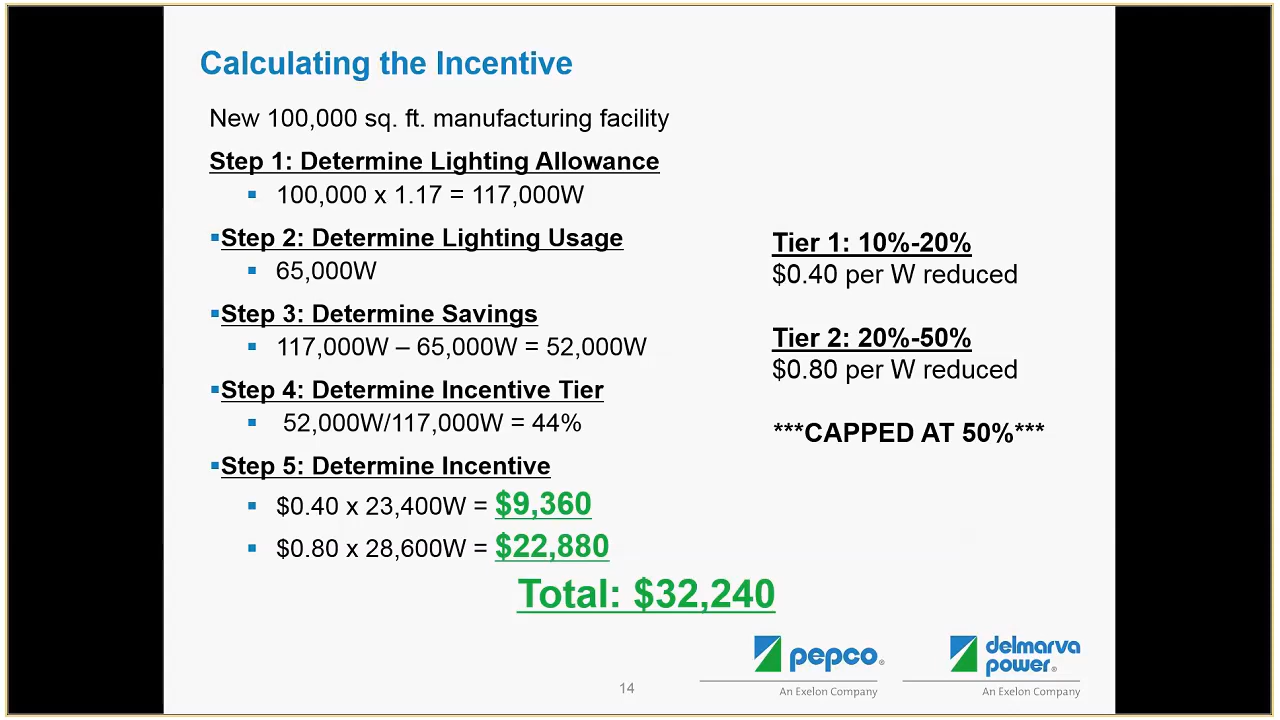 Calculating the Incentive
New 100,000 sq. ft. manufacturing facility
Step 1: Determine Lighting Allowance
▪ 100,000 x 1.17 = 117,000W
▪Step 2: Determine Lighting Usage
▪ 65,000W
▪Step 3: Determine Savings
▪ 117,000W – 65,000W = 52,000W
▪Step 4: Determine Incentive Tier
▪ 52,000W/117,000W = 44%
▪Step 5: Determine Incentive
▪ $0.40 x 23,400W = $9,360
▪ $0.80 x 28,600W = $22,880
Total: $32,240
Tier 1: 10%-20%
$0.40 per W reduced
Tier 2: 20%-50%
$0.80 per W reduced
***CAPPED AT 50%***
14
pepco®
An Exelon Company
delmarva
power®
An Exelon Company